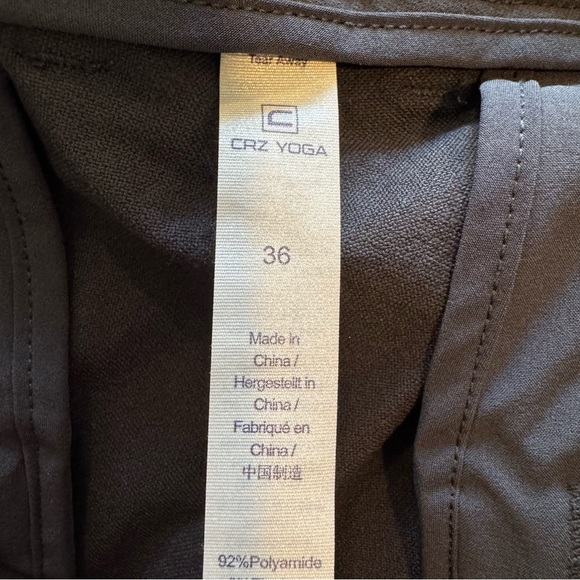 Tear Away
CRZ YOGA
36
Made in
China /
Hergestellt in
China /
Fabriqué en
China /
中国制造
92%Polyamide